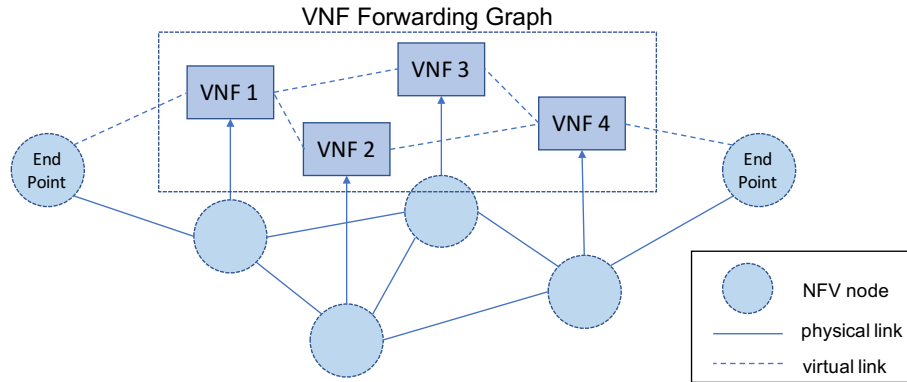 VNF Forwarding Graph
VNF 1
VNF 3
VNF 2
VNF 4
End
Point
End
Point
NFV node
physical link
virtual link